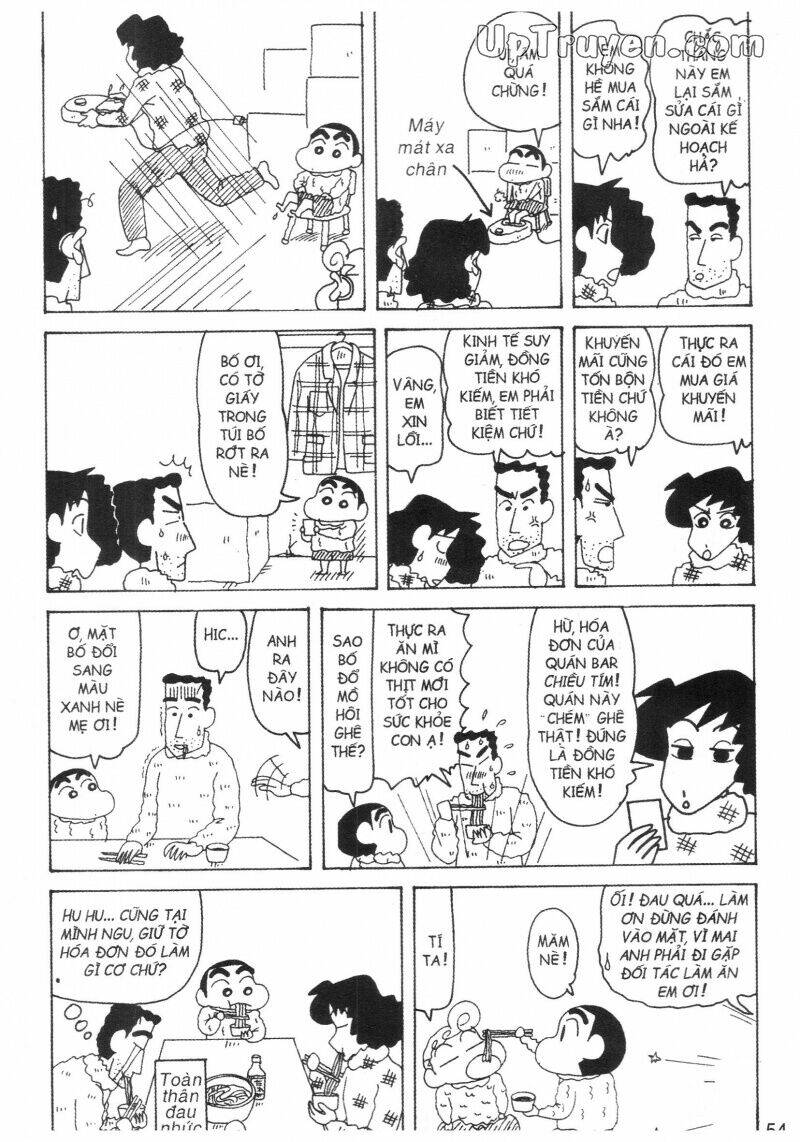 UpTruyen.com
CHẮC
THÁNG
NÀY EM
LẠI SẮM
SỬA CÁI GÌ
NGOÀI KẾ
HOẠCH
HẢ?
EM
KHÔNG
HỀ MUA
SẮM CÁI
GÌ NHA!
ẤM
QUÁ
CHỪNG!
Máy
mát xa
chân
THỰC RA
CÁI ĐÓ EM
MUA GIÁ
KHUYẾN
MÃI!
KHUYẾN
MÃI CŨNG
TỐN BỘN
TIỀN CHỨ
KHÔNG
À?
KINH TẾ SUY
GIẢM, ĐỒNG
TIỀN KHÓ
KIẾM, EM PHẢI
BIẾT TIẾT
KIỆM CHỨ!
VÂNG,
EM
XIN
LỖI...
BỐ ƠI,
CÓ TỜ
GIẤY
TRONG
TÚI BỐ
RỚT RA
NÈ!
HỪ, HÓA
ĐƠN CỦA
QUÁN BAR
CHIỀU TÍM!
QUÁN NÀY
"CHÉM" GHÊ
THẬT! ĐÚNG
LÀ ĐỒNG
TIỀN KHÓ
KIẾM!
THỰC RA
ĂN MÌ
KHÔNG CÓ
THỊT MỚI
TỐT CHO
SỨC KHỎE
CON Ạ!
SAO
BỐ
ĐỔ
MỒ
HÔI
GHÊ
THẾ?
ANH
RA
ĐÂY
NÀO!
HIC...
Ơ, MẶT
BỐ ĐỔI
SANG
MÀU
XANH NÈ
MẸ ƠI!
ỐI! ĐAU QUÁ... LÀM
ƠN ĐỪNG ĐÁNH
VÀO MẶT, VÌ MAI
ANH PHẢI ĐI GẶP
ĐỐI TÁC LÀM ĂN
EM ƠI!
MĂM
NÈ!
TÍ
TA!
HU HU... CŨNG TẠI
MÌNH NGU, GIỮ TỜ
HÓA ĐƠN ĐÓ LÀM
GÌ CƠ CHỨ?
Toàn
thân
đau
nhức
54